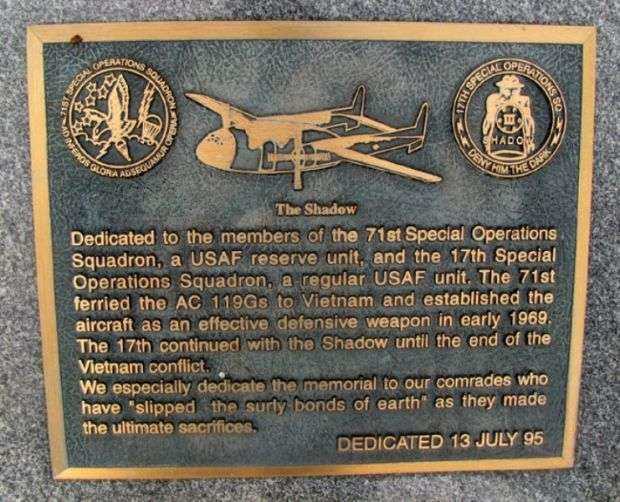 71ST SPECIAL OPERATIONS SQUADRON
17TH SPECIAL OPERATIONS SQ
III
SHADOW
DENY HIM THE DARK
The Shadow
Dedicated to the members of the 71st Special Operations
Squadron, a USAF reserve unit, and the 17th Special
Operations Squadron, a regular USAF unit. The 71st
ferried the AC 119Gs to Vietnam and established the
aircraft as an effective defensive weapon in early 1969.
The 17th continued with the Shadow until the end of the
Vietnam conflict.
We especially dedicate the memorial to our comrades who
have "slipped the surly bonds of earth" as they made
the ultimate sacrifices.
DEDICATED 13 JULY 95